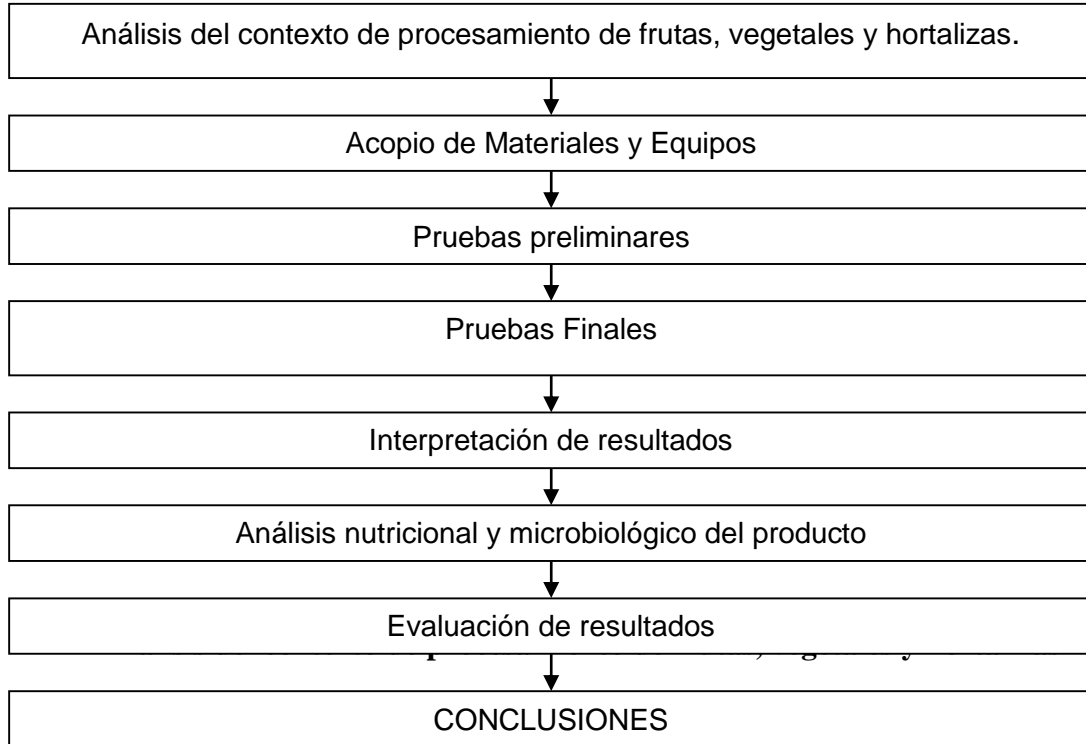 Análisis del contexto de procesamiento de frutas, vegetales y hortalizas.
Acopio de Materiales y Equipos
Pruebas preliminares
Pruebas Finales
Interpretación de resultados
Análisis nutricional y microbiológico del producto
Evaluación de resultados
CONCLUSIONES